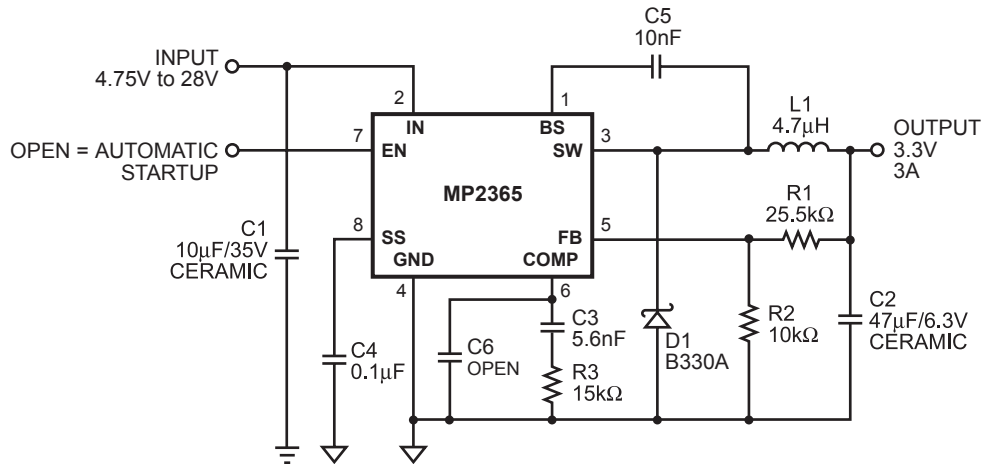 C5
10nF
INPUT
4.75V to 28V
2
1
L1
4.7µH
IN
BS
7
EN
3
SW
OUTPUT
3.3V
3A
OPEN = AUTOMATIC
STARTUP
MP2365
R1
25.5kΩ
8
SS
5
FB
C1
10µF/35V
CERAMIC
GND
COMP
4
6
C3
5.6nF
R2
10kΩ
C2
47µF/6.3V
CERAMIC
D1
B330A
C4
0.1µF
C6
OPEN
R3
15kΩ